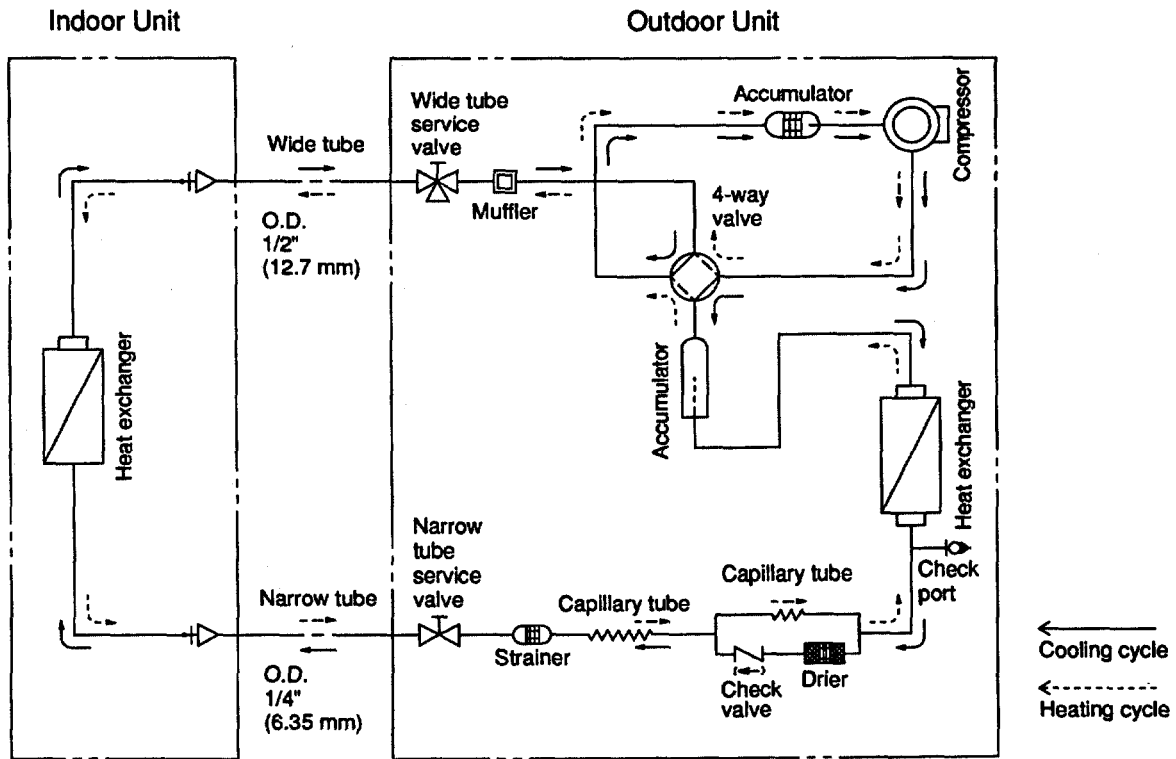 Indoor Unit
Outdoor Unit
Wide tube
service
valve
Accumulator
Compressor
Wide tube
Muffler
4-way
valve
O.D.
1/2"
(12.7 mm)
Heat exchanger
Accumulator
Heat exchanger
Narrow
tube
service
valve
Check
port
Narrow tube
Capillary tube
Capillary tube
Strainer
Check
valve
Drier
O.D.
1/4"
(6.35 mm)
Cooling cycle
Heating cycle